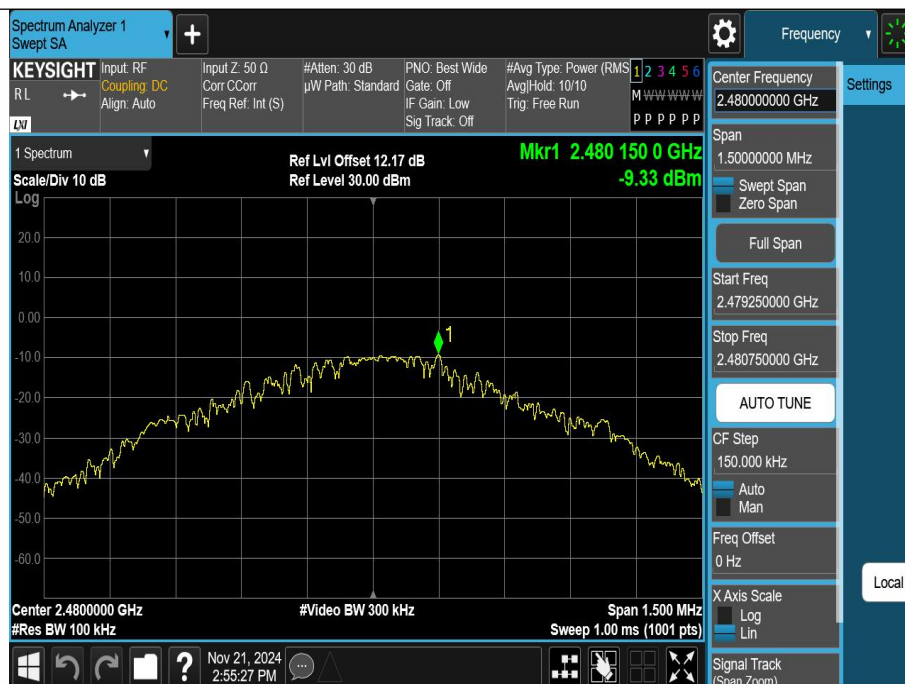 Spectrum Analyzer 1
Swept SA
Frequency
KEYSIGHT
RL
LXI
Input: RF
Coupling: DC
Align: Auto
Input Z: 50 Ω
Corr CCorr
Freq Ref: Int (S)
#Atten: 30 dB
µW Path: Standard
PNO: Best Wide
Gate: Off
IF Gain: Low
Sig Track: Off
#Avg Type: Power (RMS
Avg|Hold: 10/10
Trig: Free Run
1 2 3 4 5 6
M W W W W W
P P P P P P
Center Frequency
2.480000000 GHz
Settings
Span
1.50000000 MHz
Swept Span
Zero Span
Full Span
Start Freq
2.479250000 GHz
Stop Freq
2.480750000 GHz
AUTO TUNE
CF Step
150.000 kHz
Auto
Man
Freq Offset
0 Hz
X Axis Scale
Log
Lin
Signal Track
(Span Zoom)
Local
1 Spectrum
Scale/Div 10 dB
Log
Ref Lvl Offset 12.17 dB
Ref Level 30.00 dBm
Mkr1 2.480 150 0 GHz
-9.33 dBm
20.0
10.0
0.00
-10.0
-20.0
-30.0
-40.0
-50.0
-60.0
1
Center 2.4800000 GHz
#Res BW 100 kHz
#Video BW 300 kHz
Span 1.500 MHz
Sweep 1.00 ms (1001 pts)
?
Nov 21, 2024
2:55:27 PM